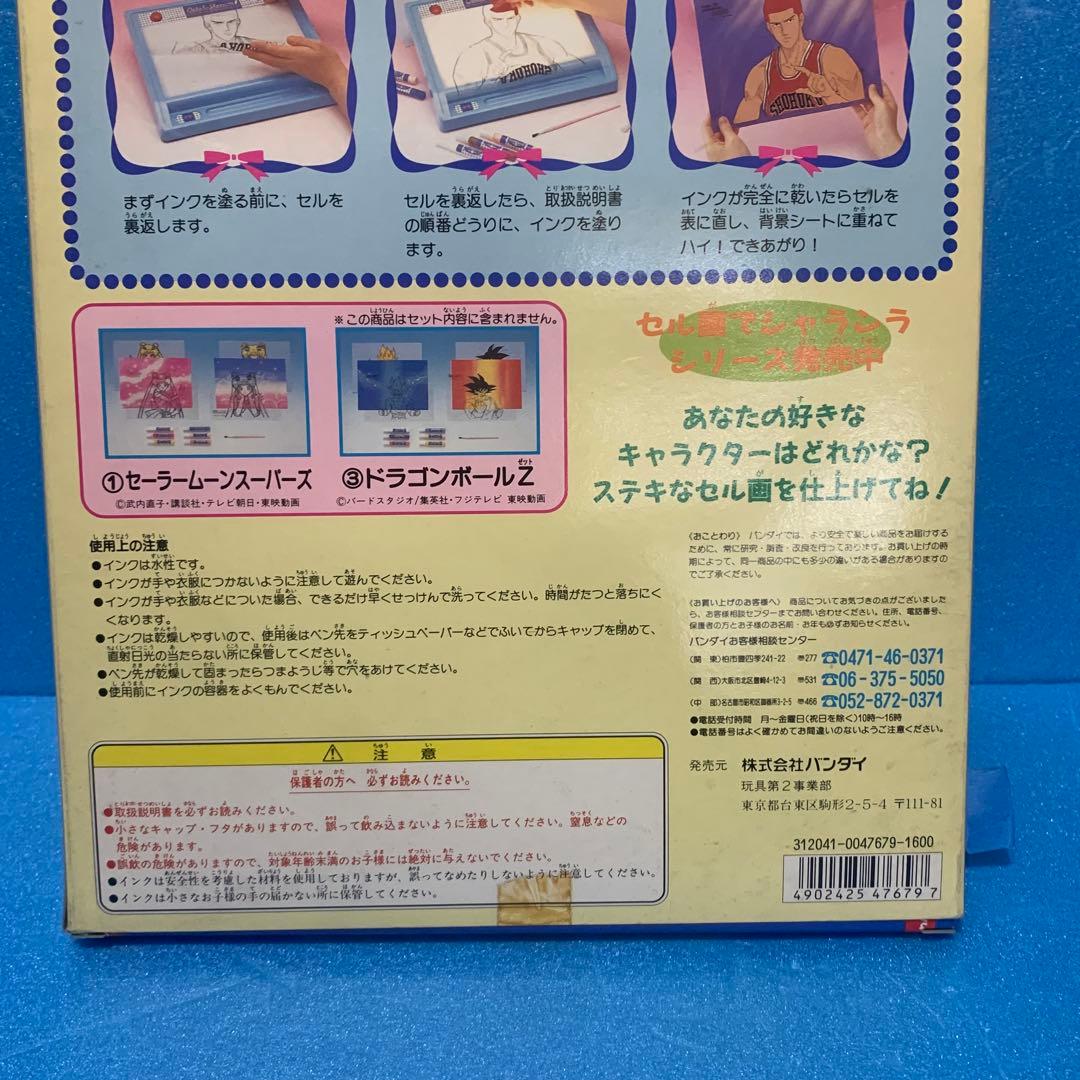 SHOHOKU
まずインクを塗る前に、セルを
裏返します。
セルを裏返したら、取扱説明書
の順番どうりに、インクを塗り
ます。
インクが完全に乾いたらセルを
表に直し、背景シートに重ねて
ハイ！できあがり！
※この商品はセット内容に含まれません。
①セーラームーンスーパーズ
©武内直子・講談社・テレビ朝日・東映動画
③ドラゴンボールZ
©バードスタジオ/集英社・フジテレビ 東映動画
セル画でシャランラ
シリーズ発売中
あなたの好きな
キャラクターはどれかな?
ステキなセル画を仕上げてね！
使用上の注意
●インクは水性です。
●インクが手や衣服につかないように注意して遊んでください。
●インクが手や衣服などについた場合、できるだけ早くせっけんで洗ってください。時間がたつと落ちにく
くなります。
●インクは乾燥しやすいので、使用後はペン先をティッシュペーパーなどでふいてからキャップを閉めて、
直射日光の当たらない所に保管してください。
●ペン先が乾燥して固まったらつまようじ等で穴をあけてください。
●使用前にインクの容器をよくもんでください。
〈おことわり〉 バンダイでは、より安全で楽しい商品をお届けする
ために、常に研究・調査・改良を行っております。お買い上げの時
期によって、同一商品の中にも多少の違いがある場合がありますの
でご了承ください。
〈お買い上げのお客様へ〉 商品についてお気づきの点がございました
ら、お客様相談センターまでお問い合わせください。住所、電話番号、
保護者の方とお子様のお名前・お年も必ずお知らせください。
バンダイお客様相談センター
(関 東)柏市豊四季241-22 〠277 ☎0471-46-0371
(関 西)大阪市北区豊崎4-12-3 〠531 ☎06-375-5050
(中 部)名古屋市昭和区御器所3-2-5 〠466 ☎052-872-0371
●電話受付時間 月〜金曜日(祝日を除く)10時〜16時
●電話番号はよく確かめてお間違いのないようご注意ください。
発売元 株式会社バンダイ
玩具第2事業部
東京都台東区駒形2-5-4 〒111-81
312041-0047679-1600
4902425 476797
⚠ 注意
保護者の方へ 必ずお読みください。
●取扱説明書を必ずお読みください。
●小さなキャップ・フタがありますので、誤って飲み込まないように注意してください。窒息などの
危険があります。
●誤飲の危険がありますので、対象年齢未満のお子様には絶対に与えないでください。
●インクは安全性を考慮した材料を使用しておりますが、誤ってなめたりしないように注意してください。
●インクは小さなお子様の手の届かない所に保管してください。